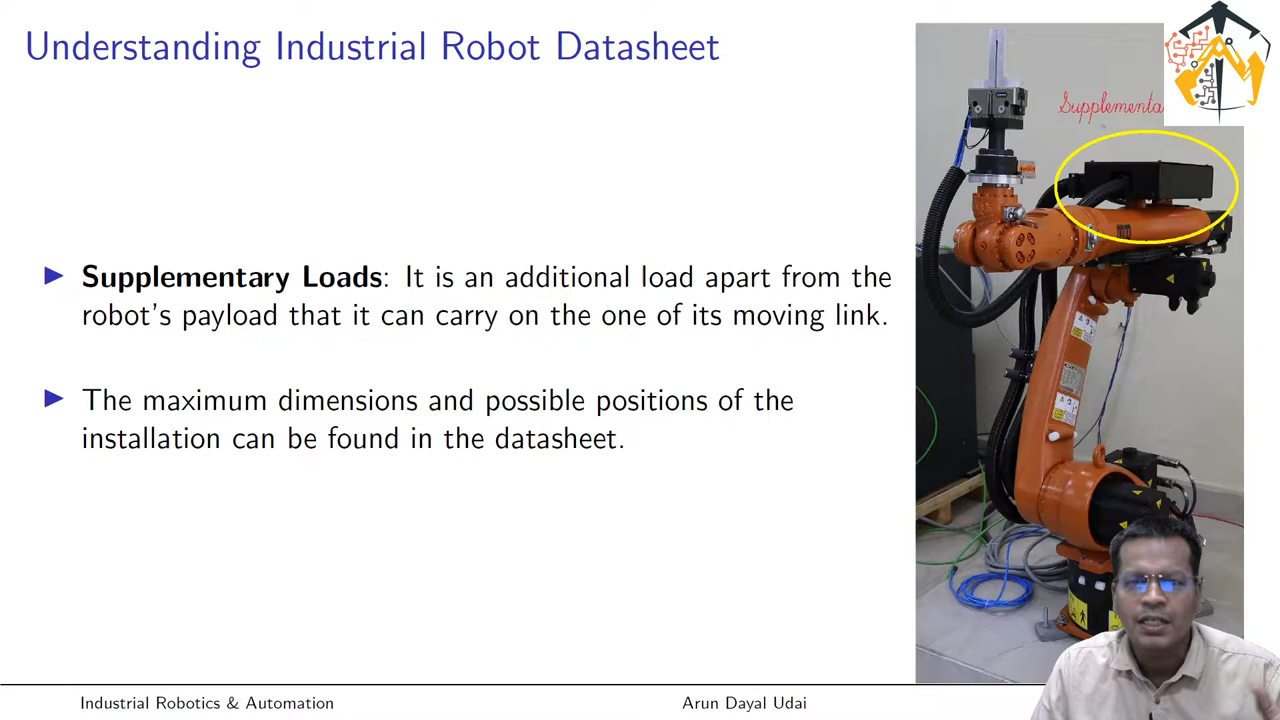 Understanding Industrial Robot Datasheet
Supplementa
Supplementary Loads: It is an additional load apart from the
robot's payload that it can carry on the one of its moving link.
The maximum dimensions and possible positions of the
installation can be found in the datasheet.
Industrial Robotics & Automation
Arun Dayal Udai